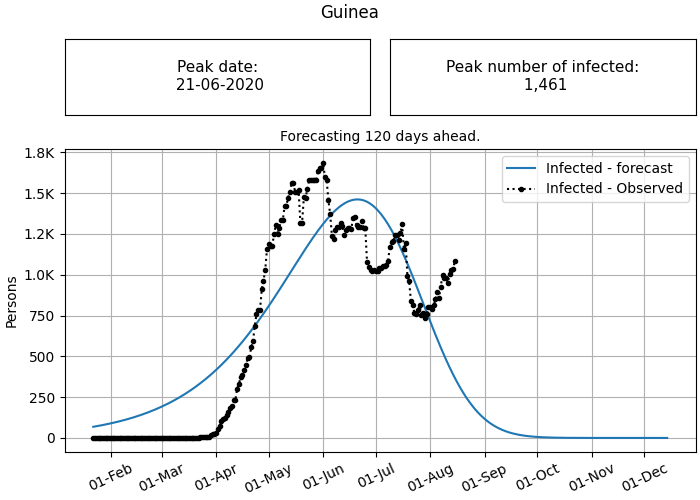 Guinea
Peak date:
21-06-2020
Peak number of infected:
1,461
Forecasting 120 days ahead.
1.8K
1.5K
1.2K
1.0K
750
500
250
0
Persons
Infected - forecast
Infected - Observed
01-Feb
01-Mar
01-Apr
01-May
01-Jun
01-Jul
01-Aug
01-Sep
01-Oct
01-Nov
01-Dec